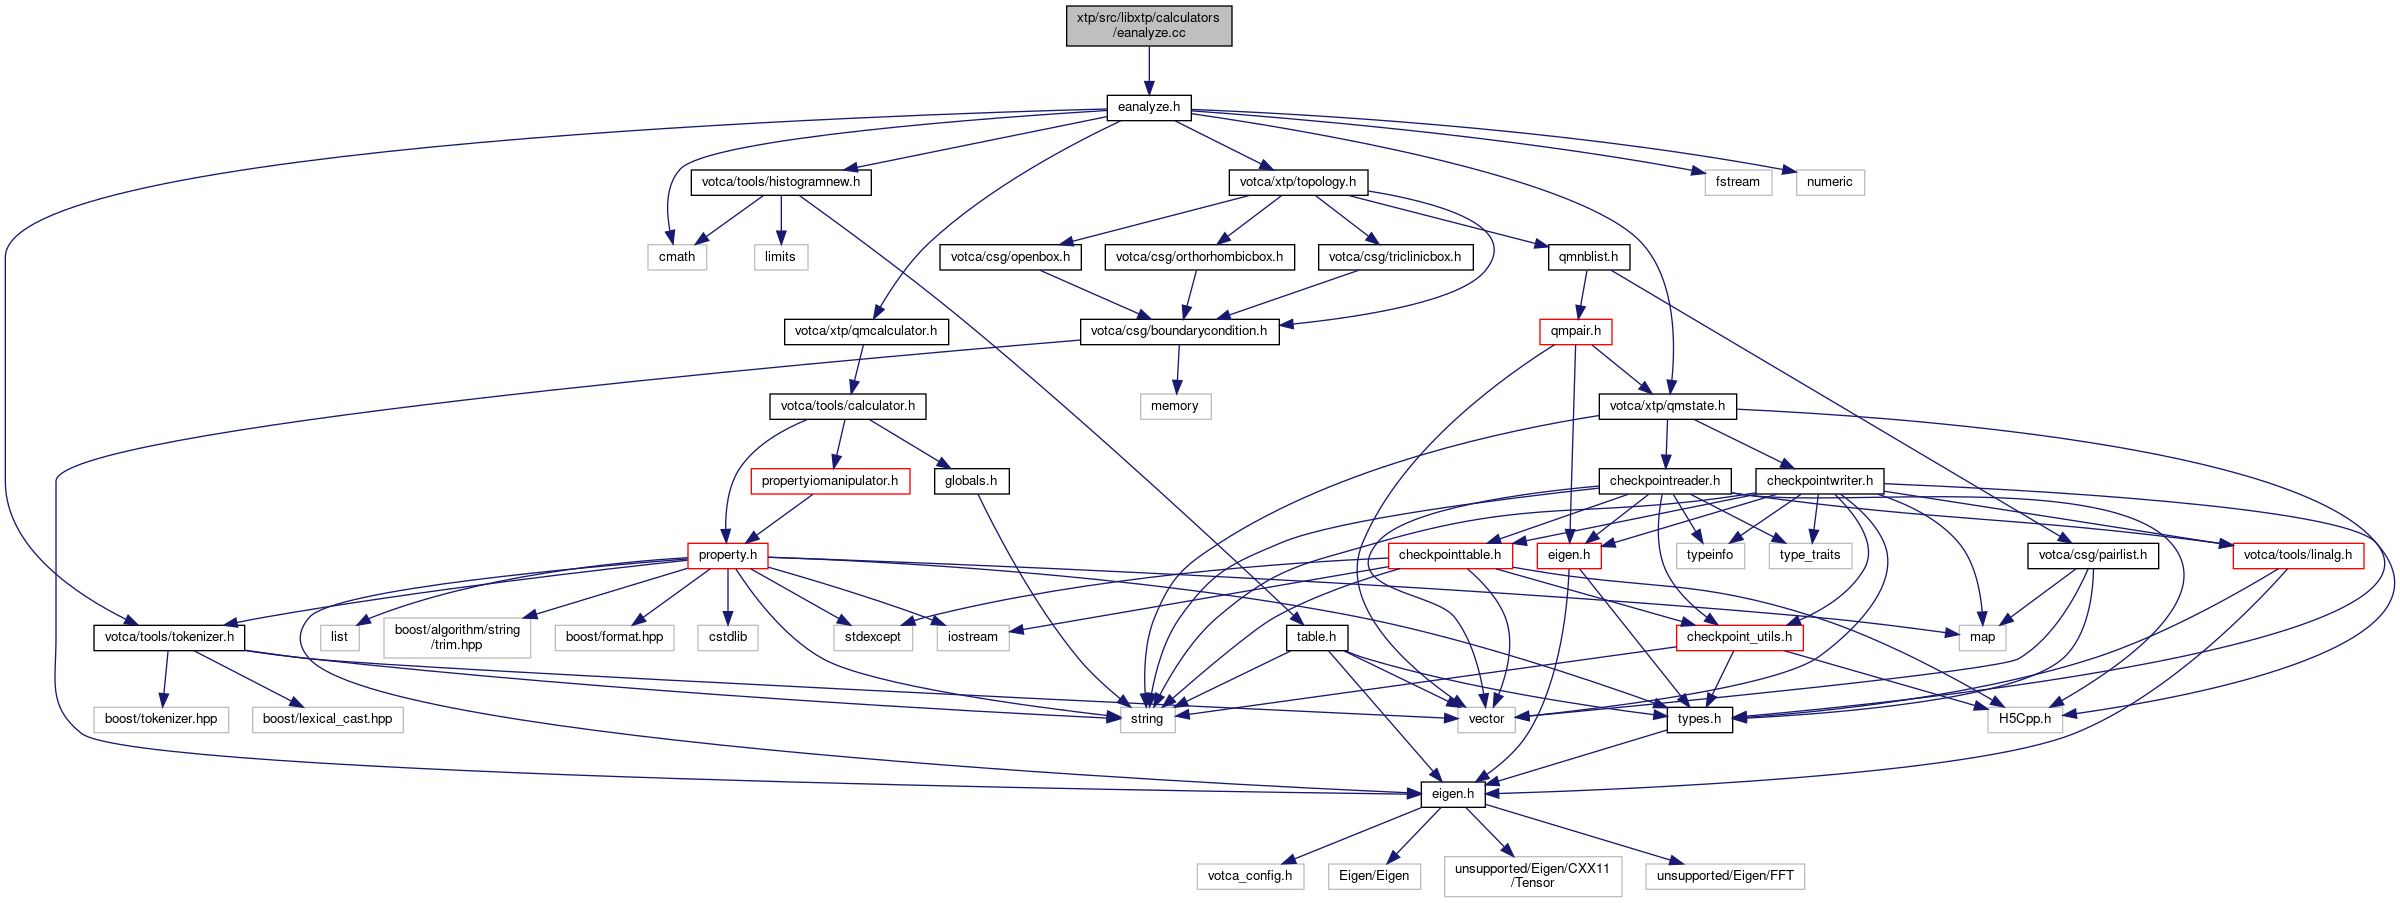 xtp/src/libxtp/calculators
/eanalyze.cc
eanalyze.h
votca/tools/histogramnew.h
votca/xtp/topology.h
fstream
numeric
cmath
limits
votca/csg/openbox.h
votca/csg/orthorhombicbox.h
votca/csg/triclinicbox.h
qmnblist.h
votca/xtp/qmcalculator.h
votca/csg/boundarycondition.h
qmpair.h
votca/tools/calculator.h
memory
votca/xtp/qmstate.h
propertyiomanipulator.h
globals.h
checkpointreader.h
checkpointwriter.h
property.h
checkpointtable.h
eigen.h
typeinfo
type_traits
votca/csg/pairlist.h
votca/tools/linalg.h
votca/tools/tokenizer.h
list
boost/algorithm/string
/trim.hpp
boost/format.hpp
cstdlib
stdexcept
iostream
table.h
checkpoint_utils.h
map
boost/tokenizer.hpp
boost/lexical_cast.hpp
string
vector
types.h
H5Cpp.h
eigen.h
votca_config.h
Eigen/Eigen
unsupported/Eigen/CXX11
/Tensor
unsupported/Eigen/FFT